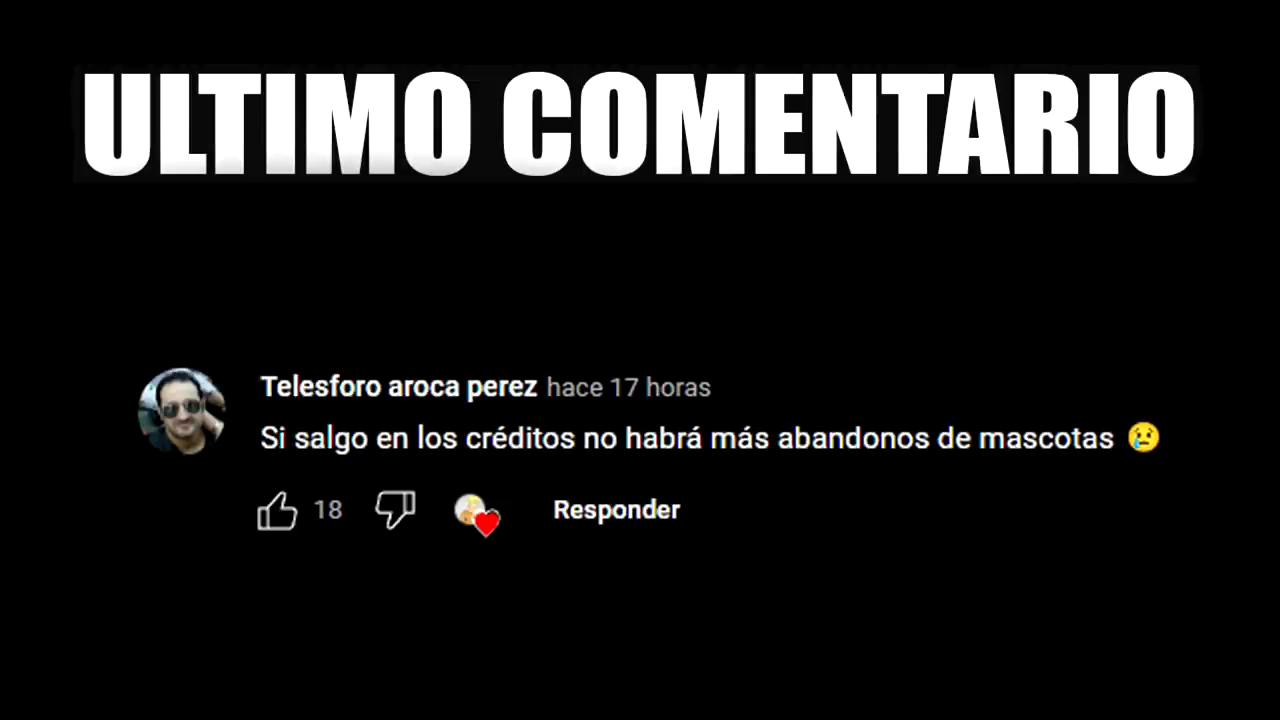 ULTIMO COMENTARIO
Telesforo aroca perez hace 17 horas
Si salgo en los créditos no habrá más abandonos de mascotas 😢
18 Responder